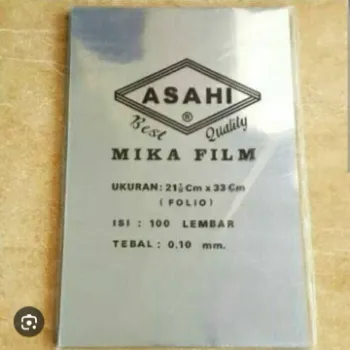 ASAHI
®
Best Quality
MIKA FILM
UKURAN: 21½ Cm x 33 Cm
( FOLIO )
ISI : 100 LEMBAR
TEBAL : 0,10 mm.